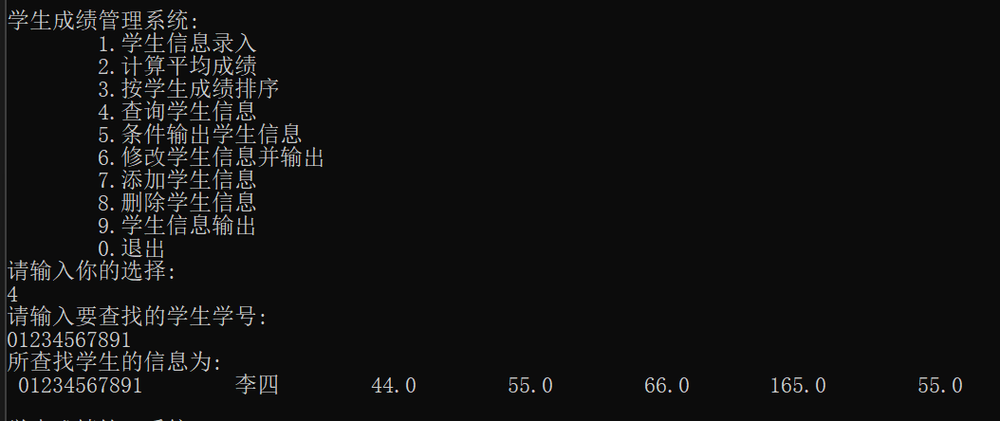 学生成绩管理系统:
1.学生信息录入
2.计算平均成绩
3.按学生成绩排序
4.查询学生信息
5.条件输出学生信息
6.修改学生信息并输出
7.添加学生信息
8.删除学生信息
9.学生信息输出
0.退出
请输入你的选择:
4
请输入要查找的学生学号:
01234567891
所查找学生的信息为:
01234567891 李四 44.0 55.0 66.0 165.0 55.0